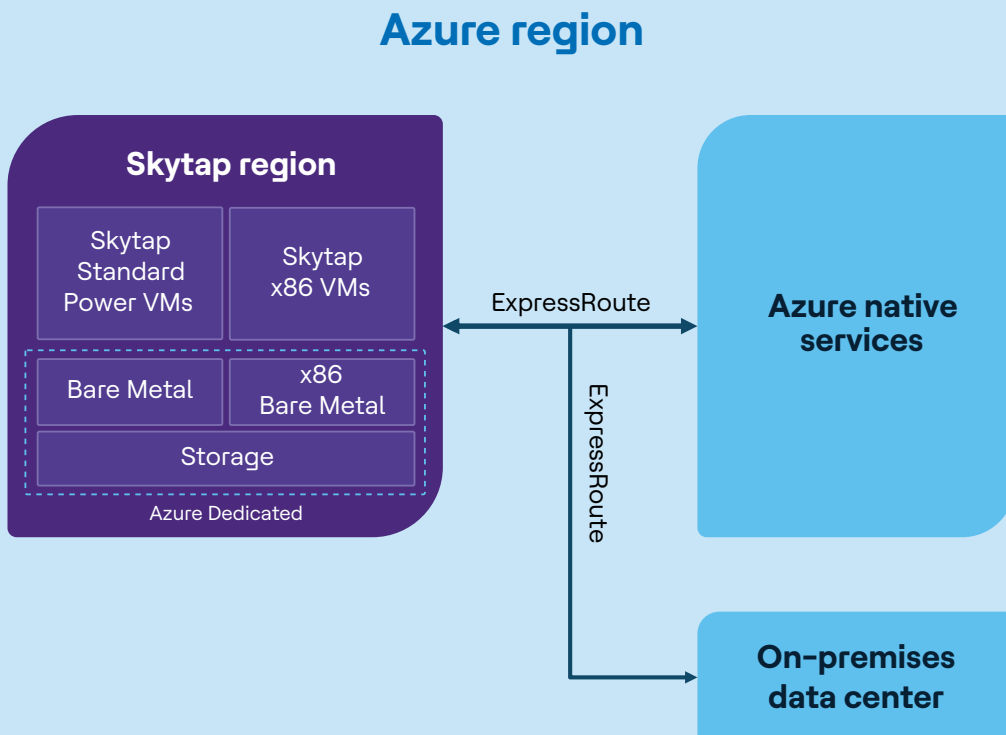 Azure region
Skytap region
Skytap
Standard
Power VMs
Skytap
x86 VMs
Bare Metal
x86
Bare Metal
Storage
Azure Dedicated
ExpressRoute
ExpressRoute
Azure native
services
On-premises
data center